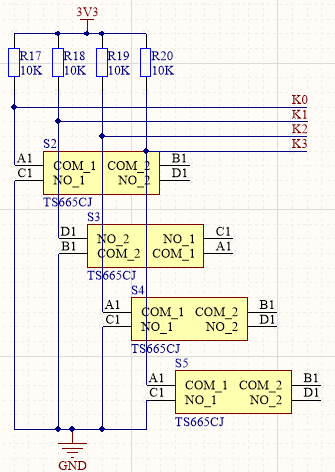 3V3
R17 R18 R19 R20
10K 10K 10K 10K
K0
K1
K2
K3
S2
A1 COM_1 COM_2 B1
C1 NO_1 NO_2 D1
TS665CJ
S3
D1 NO_2 NO_1 C1
B1 COM_2 COM_1 A1
TS665CJ
S4
A1 COM_1 COM_2 B1
C1 NO_1 NO_2 D1
TS665CJ
S5
A1 COM_1 COM_2 B1
C1 NO_1 NO_2 D1
TS665CJ
GND